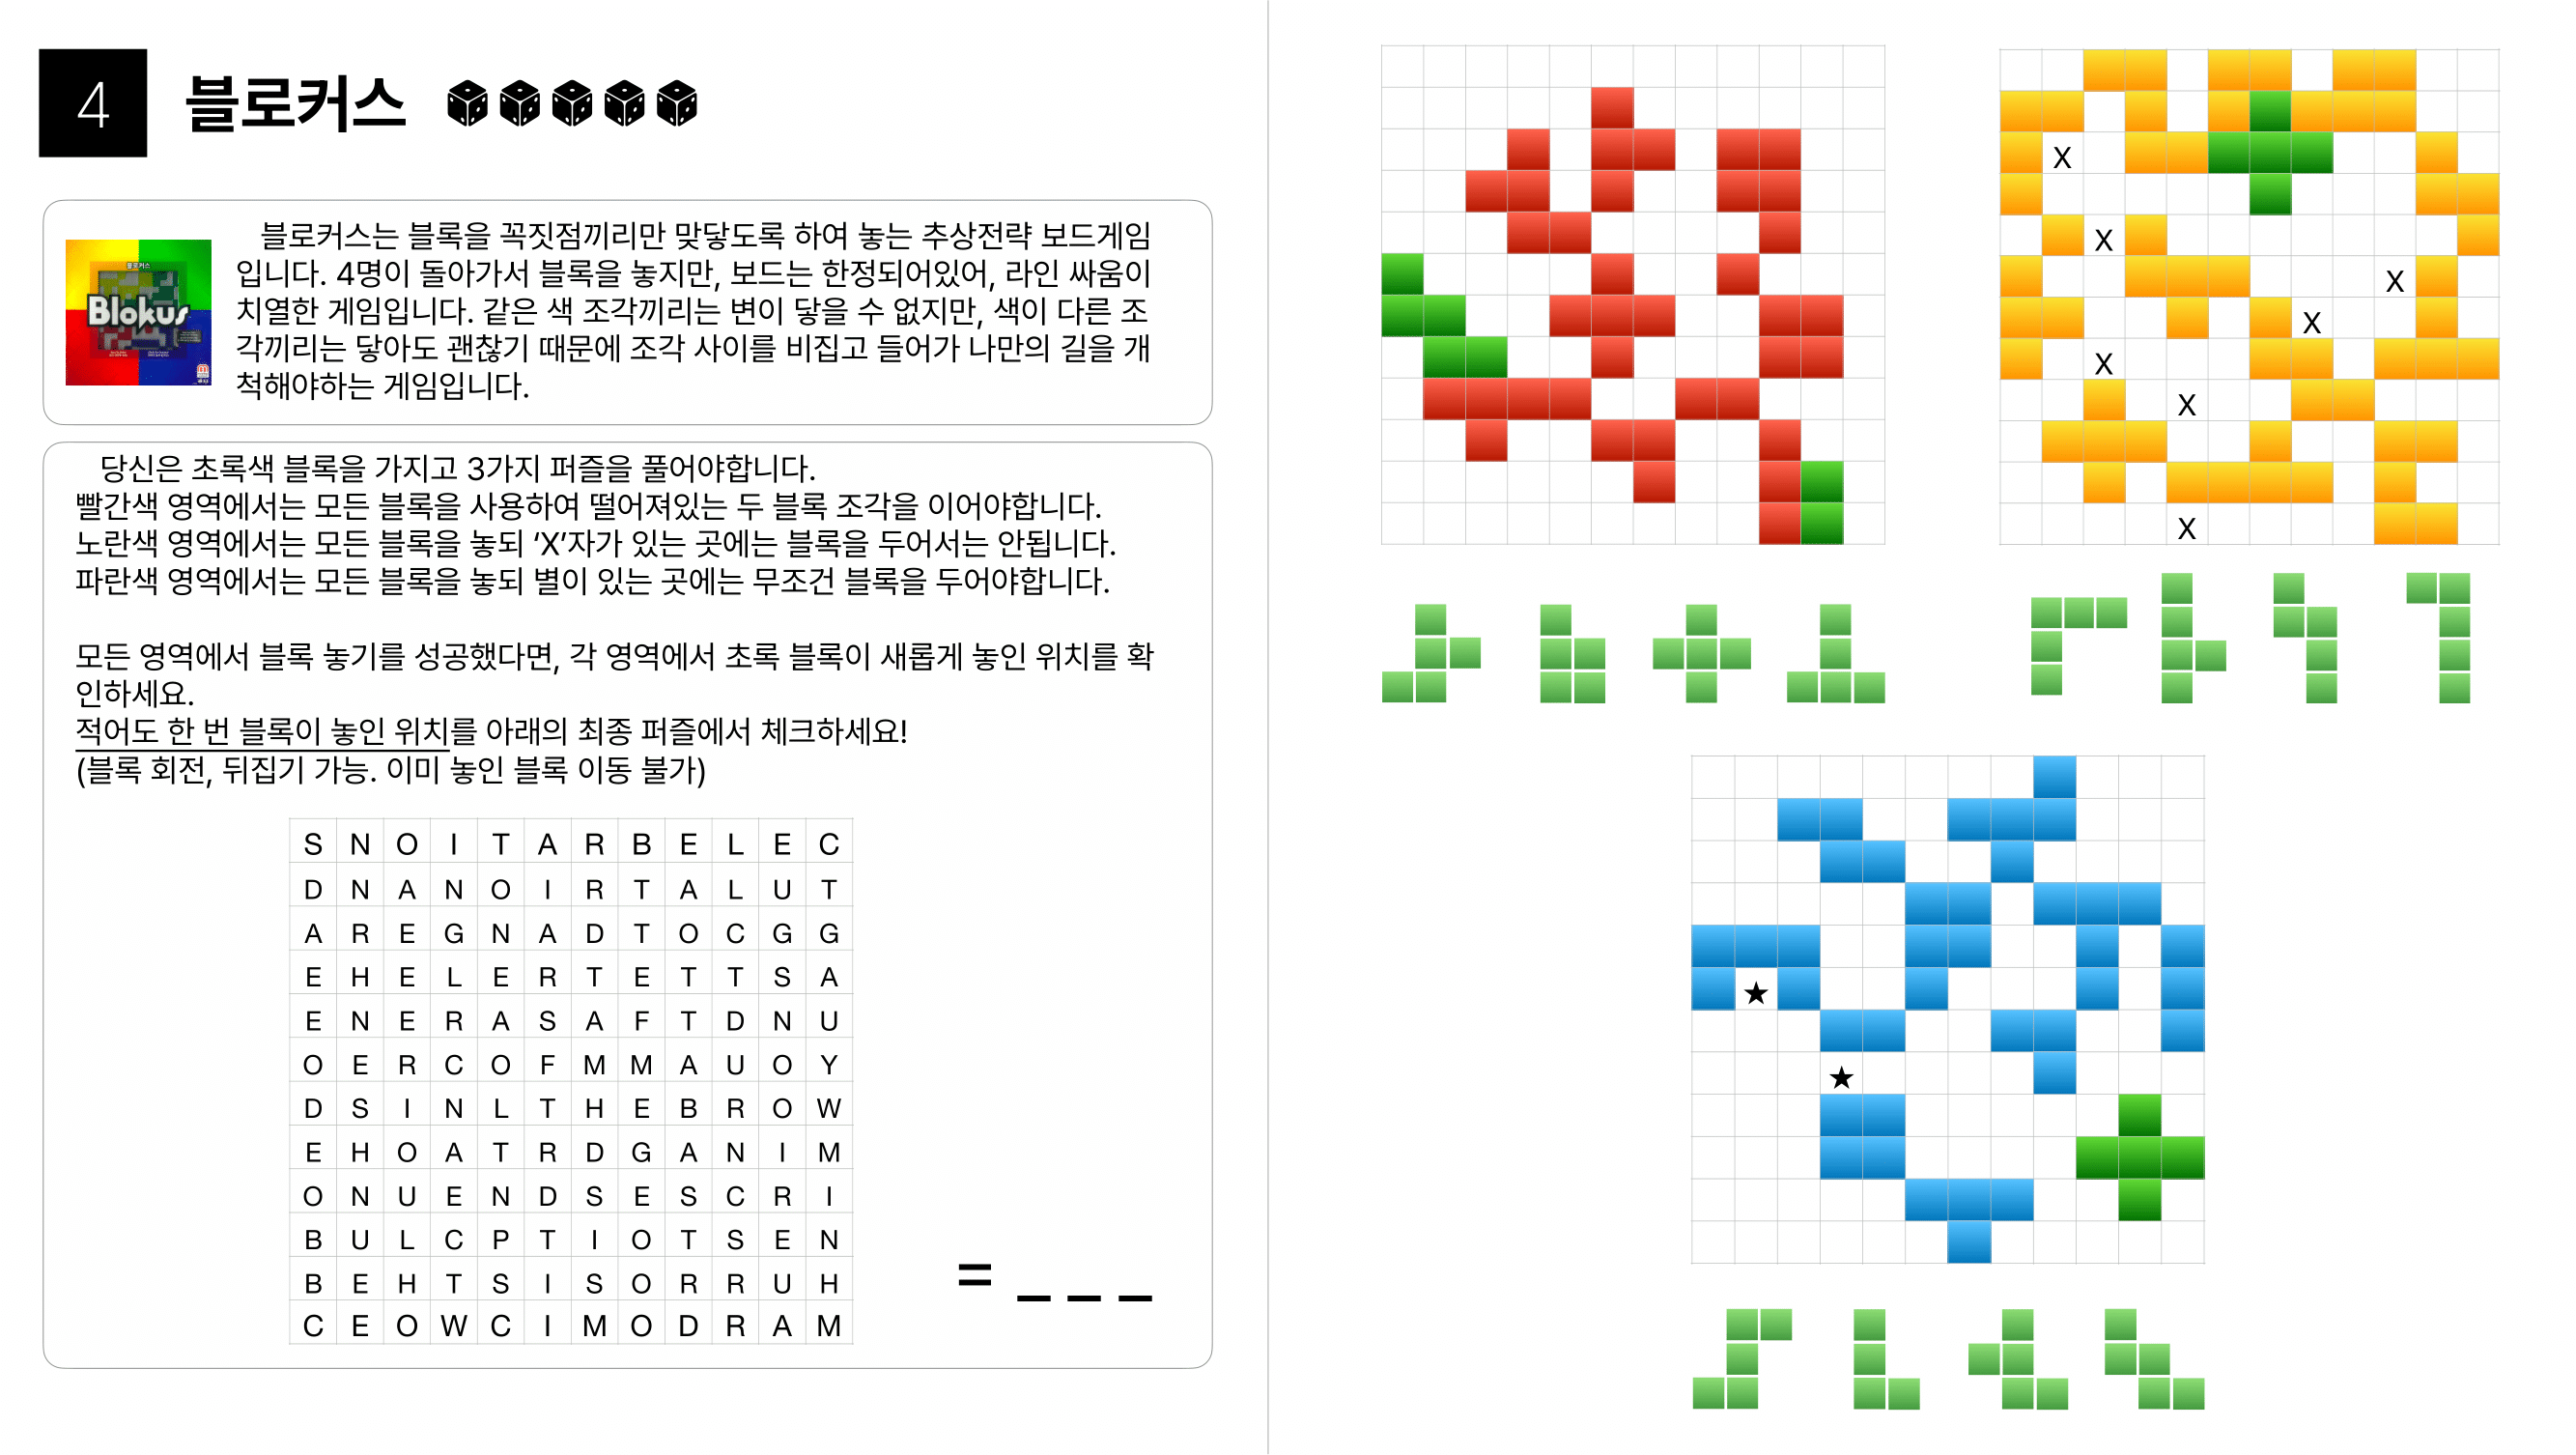 4 블로커스
블로커스
Blokus
블로커스는 블록을 꼭짓점끼리만 맞닿도록 하여 놓는 추상전략 보드게임
입니다. 4명이 돌아가서 블록을 놓지만, 보드는 한정되어있어, 라인 싸움이
치열한 게임입니다. 같은 색 조각끼리는 변이 닿을 수 없지만, 색이 다른 조
각끼리는 닿아도 괜찮기 때문에 조각 사이를 비집고 들어가 나만의 길을 개
척해야하는 게임입니다.
당신은 초록색 블록을 가지고 3가지 퍼즐을 풀어야합니다.
빨간색 영역에서는 모든 블록을 사용하여 떨어져있는 두 블록 조각을 이어야합니다.
노란색 영역에서는 모든 블록을 놓되 ‘X’자가 있는 곳에는 블록을 두어서는 안됩니다.
파란색 영역에서는 모든 블록을 놓되 별이 있는 곳에는 무조건 블록을 두어야합니다.
모든 영역에서 블록 놓기를 성공했다면, 각 영역에서 초록 블록이 새롭게 놓인 위치를 확
인하세요.
적어도 한 번 블록이 놓인 위치를 아래의 최종 퍼즐에서 체크하세요!
(블록 회전, 뒤집기 가능. 이미 놓인 블록 이동 불가)
S N O I T A R B E L E C
D N A N O I R T A L U T
A R E G N A D T O C G G
E H E L E R T E T T S A
E N E R A S A F T D N U
O E R C O F M M A U O Y
D S I N L T H E B R O W
E H O A T R D G A N I M
O N U E N D S E S C R I
B U L C P T I O T S E N
B E H T S I S O R R U H
C E O W C I M O D R A M
= _ _ _
X
X
X
X
X
X
X
★
★